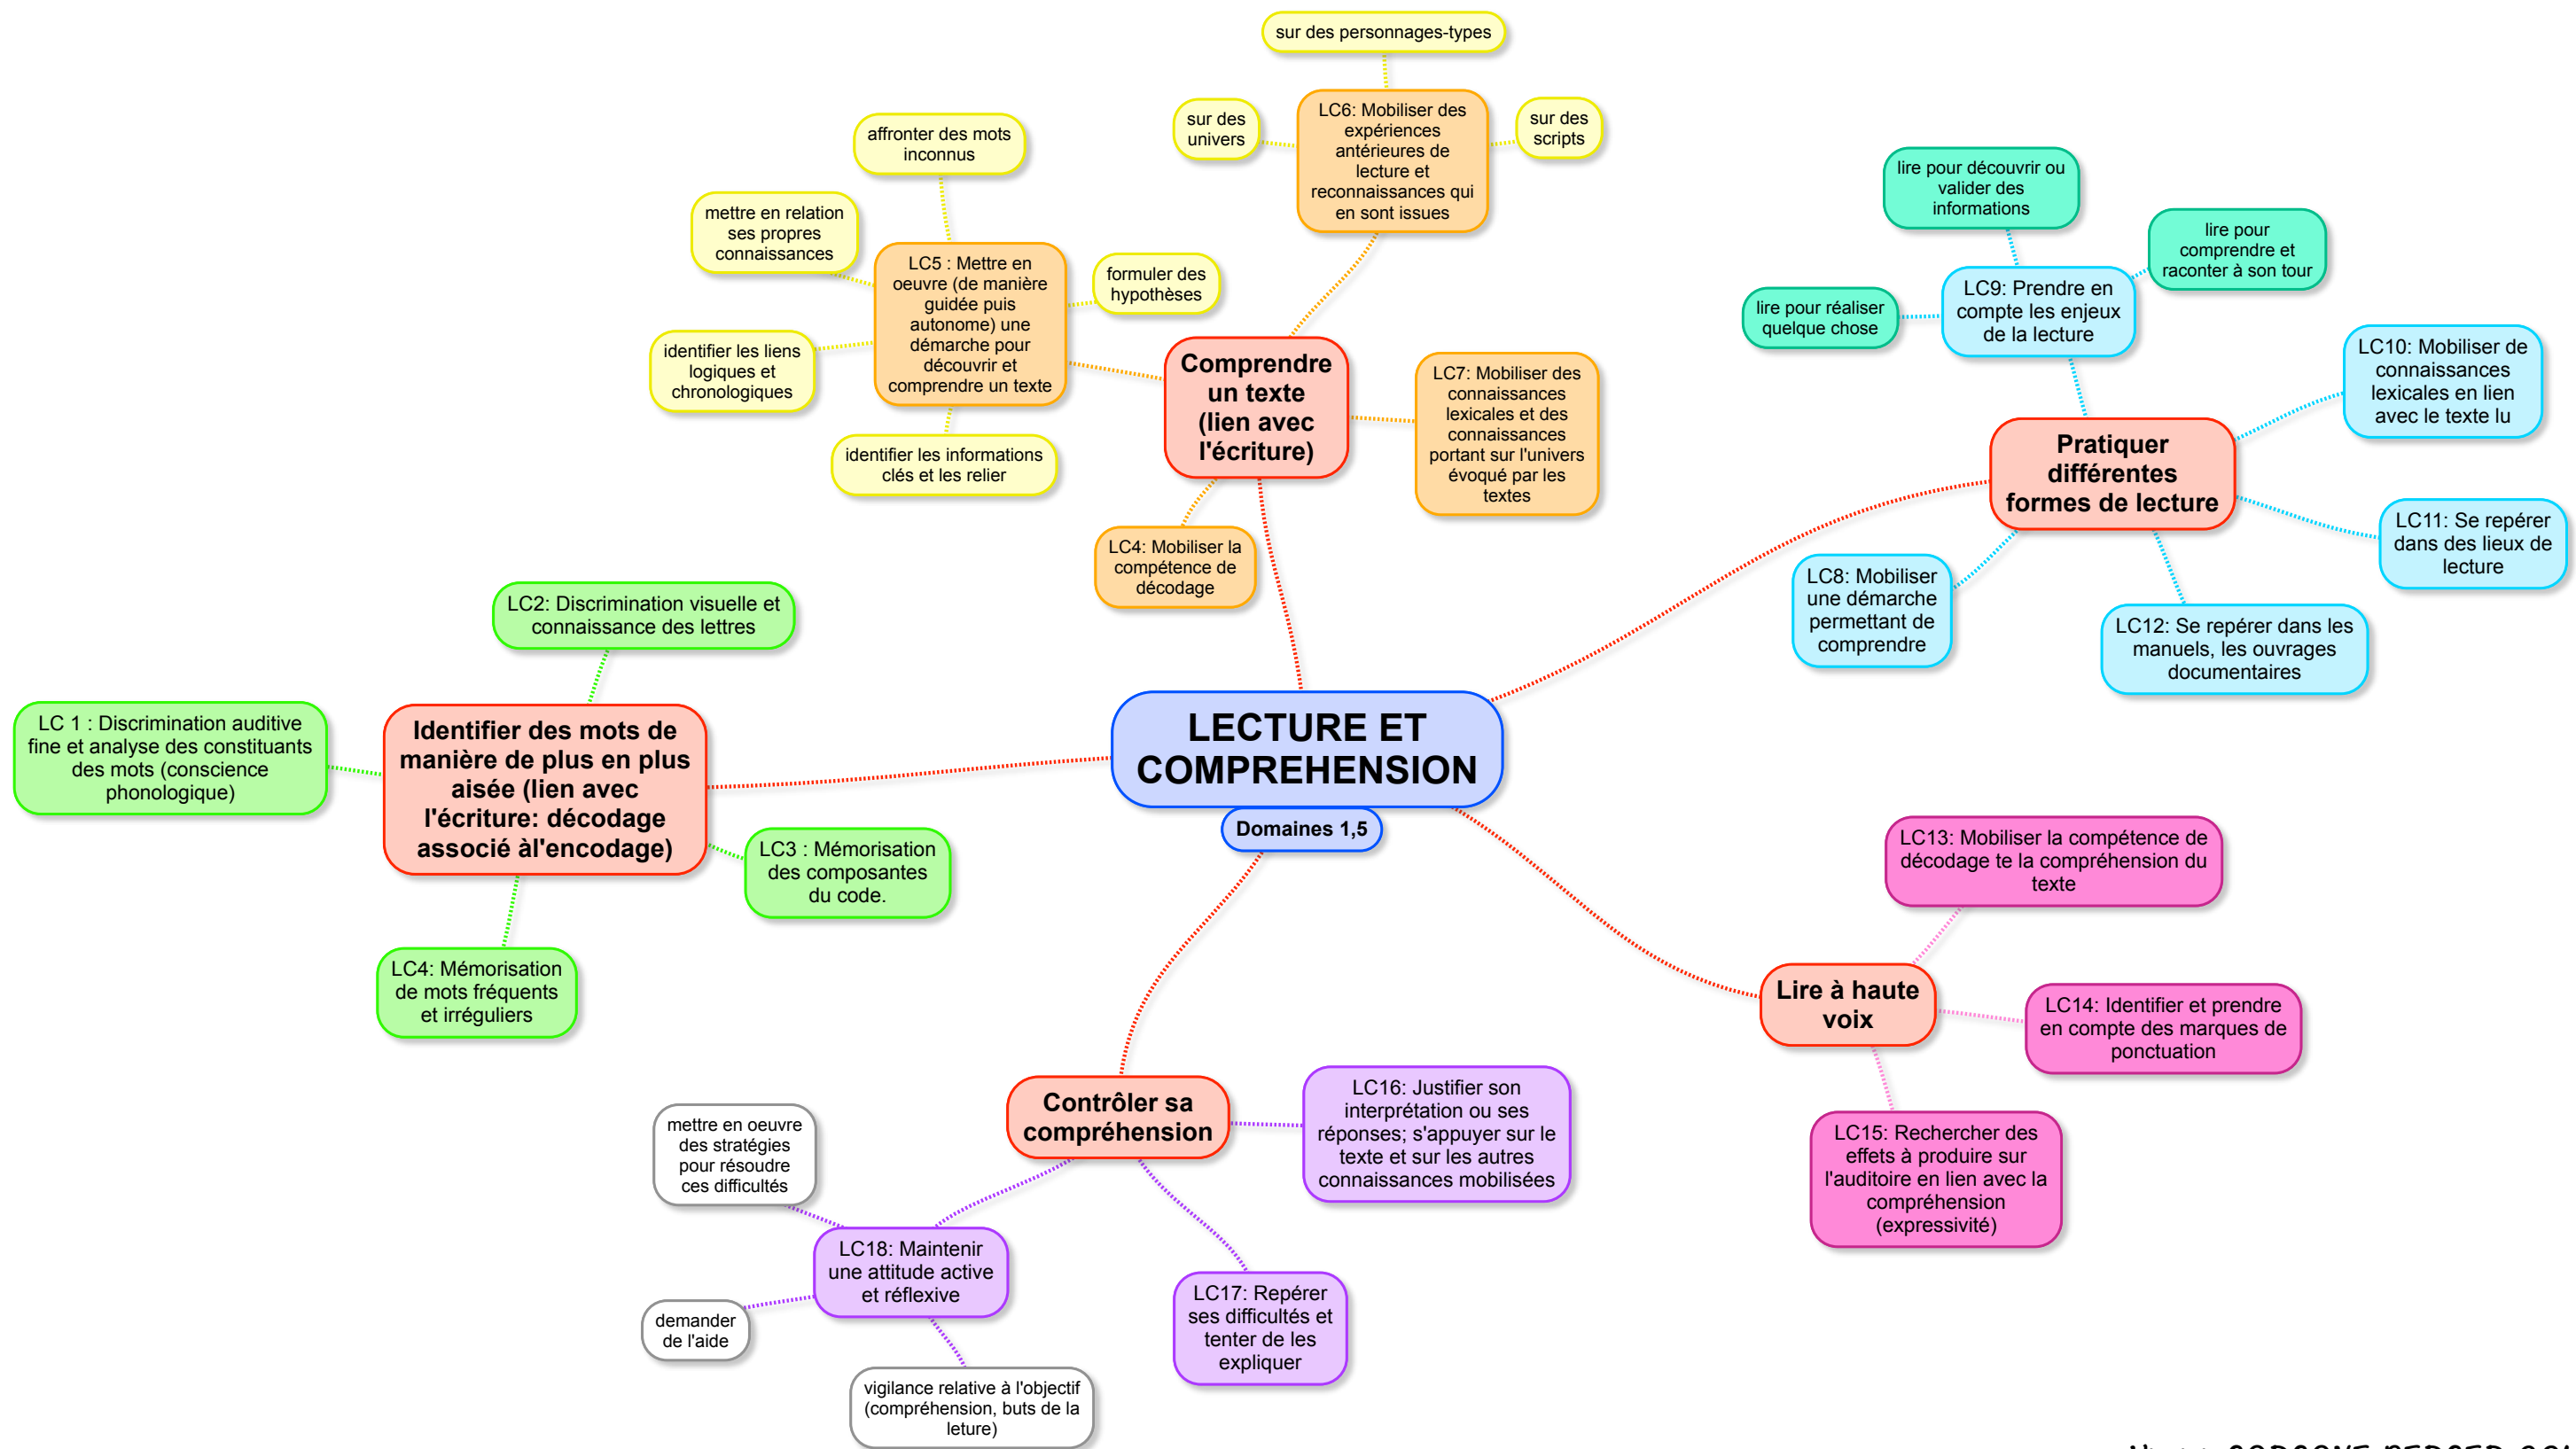 sur des personnages-types
sur des
univers
LC6: Mobiliser des
expériences
antérieures de
lecture et
reconnaissances qui
en sont issues
sur des
scripts
affronter des mots
inconnus
mettre en relation
ses propres
connaissances
LC5 : Mettre en
oeuvre (de manière
guidée puis
autonome) une
démarche pour
découvrir et
comprendre un texte
formuler des
hypothèses
identifier les liens
logiques et
chronologiques
identifier les informations
clés et les relier
Comprendre
un texte
(lien avec
l'écriture)
LC7: Mobiliser des
connaissances
lexicales et des
connaissances
portant sur l'univers
évoqué par les
textes
LC4: Mobiliser la
compétence de
décodage
lire pour découvrir ou
valider des
informations
lire pour
comprendre et
raconter à son tour
lire pour réaliser
quelque chose
LC9: Prendre en
compte les enjeux
de la lecture
LC10: Mobiliser de
connaissances
lexicales en lien
avec le texte lu
Pratiquer
différentes
formes de lecture
LC11: Se repérer
dans des lieux de
lecture
LC8: Mobiliser
une démarche
permettant de
comprendre
LC12: Se repérer dans les
manuels, les ouvrages
documentaires
LC2: Discrimination visuelle et
connaissance des lettres
LC 1 : Discrimination auditive
fine et analyse des constituants
des mots (conscience
phonologique)
Identifier des mots de
manière de plus en plus
aisée (lien avec
l'écriture: décodage
associé àl'encodage)
LC3 : Mémorisation
des composantes
du code.
LC4: Mémorisation
de mots fréquents
et irréguliers
LECTURE ET
COMPREHENSION
Domaines 1,5
LC13: Mobiliser la compétence de
décodage te la compréhension du
texte
Lire à haute
voix
LC14: Identifier et prendre
en compte des marques de
ponctuation
LC15: Rechercher des
effets à produire sur
l'auditoire en lien avec la
compréhension
(expressivité)
Contrôler sa
compréhension
LC16: Justifier son
interprétation ou ses
réponses; s'appuyer sur le
texte et sur les autres
connaissances mobilisées
mettre en oeuvre
des stratégies
pour résoudre
ces difficultés
LC18: Maintenir
une attitude active
et réflexive
demander
de l'aide
LC17: Repérer
ses difficultés et
tenter de les
expliquer
vigilance relative à l'objectif
(compréhension, buts de la
leture)